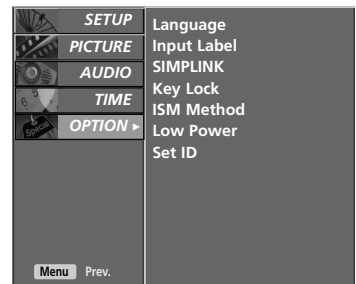 SETUP
PICTURE
AUDIO
TIME
OPTION ►
Language
Input Label
SIMPLINK
Key Lock
ISM Method
Low Power
Set ID
Menu Prev.
Special